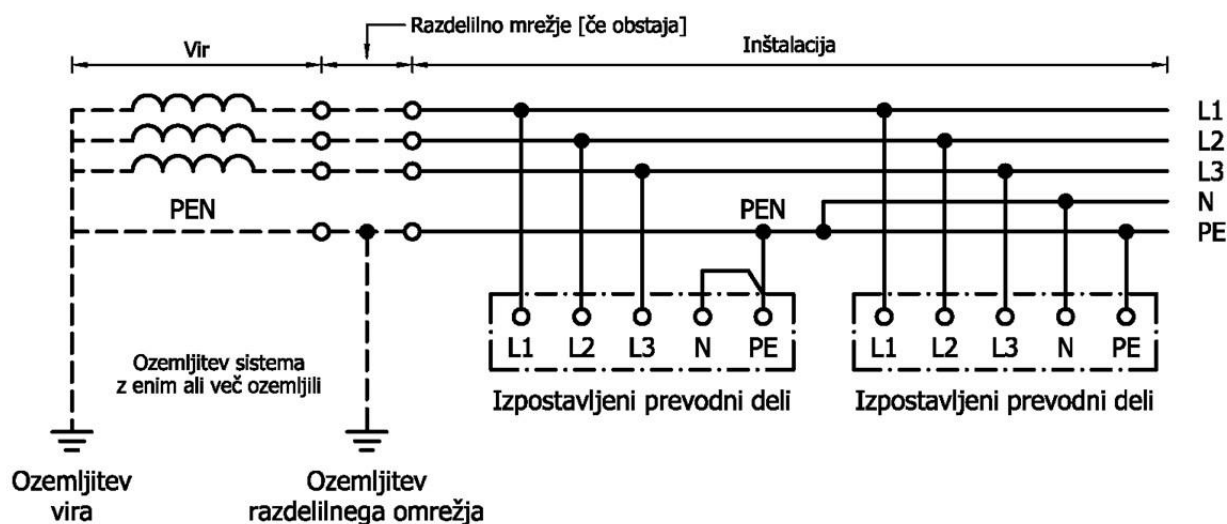 Razdelilno mrežje [če obstaja]
Vir
Inštalacija
L1
L2
L3
N
PE
PEN
PEN
L1 L2 L3 N PE
L1 L2 L3 N PE
Izpostavljeni prevodni deli
Izpostavljeni prevodni deli
Ozemljitev sistema
z enim ali več ozemljili
Ozemljitev
vira
Ozemljitev
razdelilnega omrežja